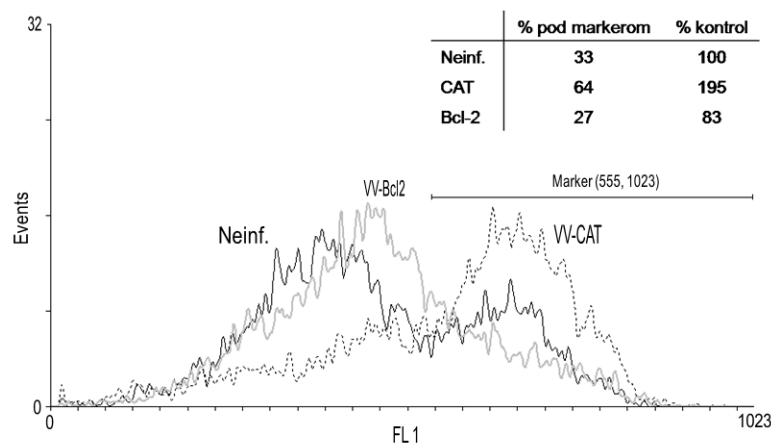 32
% pod markerom % kontrol
Neinf. 33 100
CAT 64 195
Bcl-2 27 83
Marker (555, 1023)
VV-Bcl2
Neinf.
VV-CAT
Events
0
0
1023
FL 1